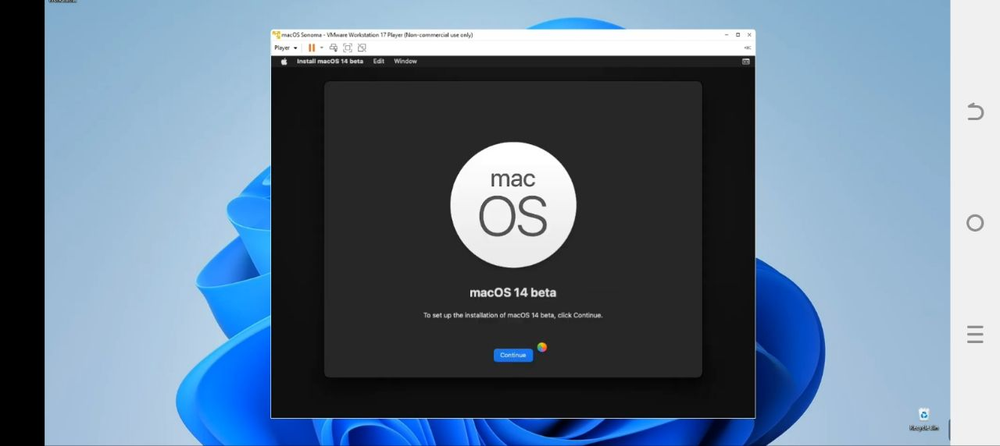 macOS Sonoma - VMware Workstation 17 Player (Non-commercial use only)
Player
Install macOS 14 beta Edit Window
mac
OS
macOS 14 beta
To set up the installation of macOS 14 beta, click Continue.
Continue
Recycle Bin